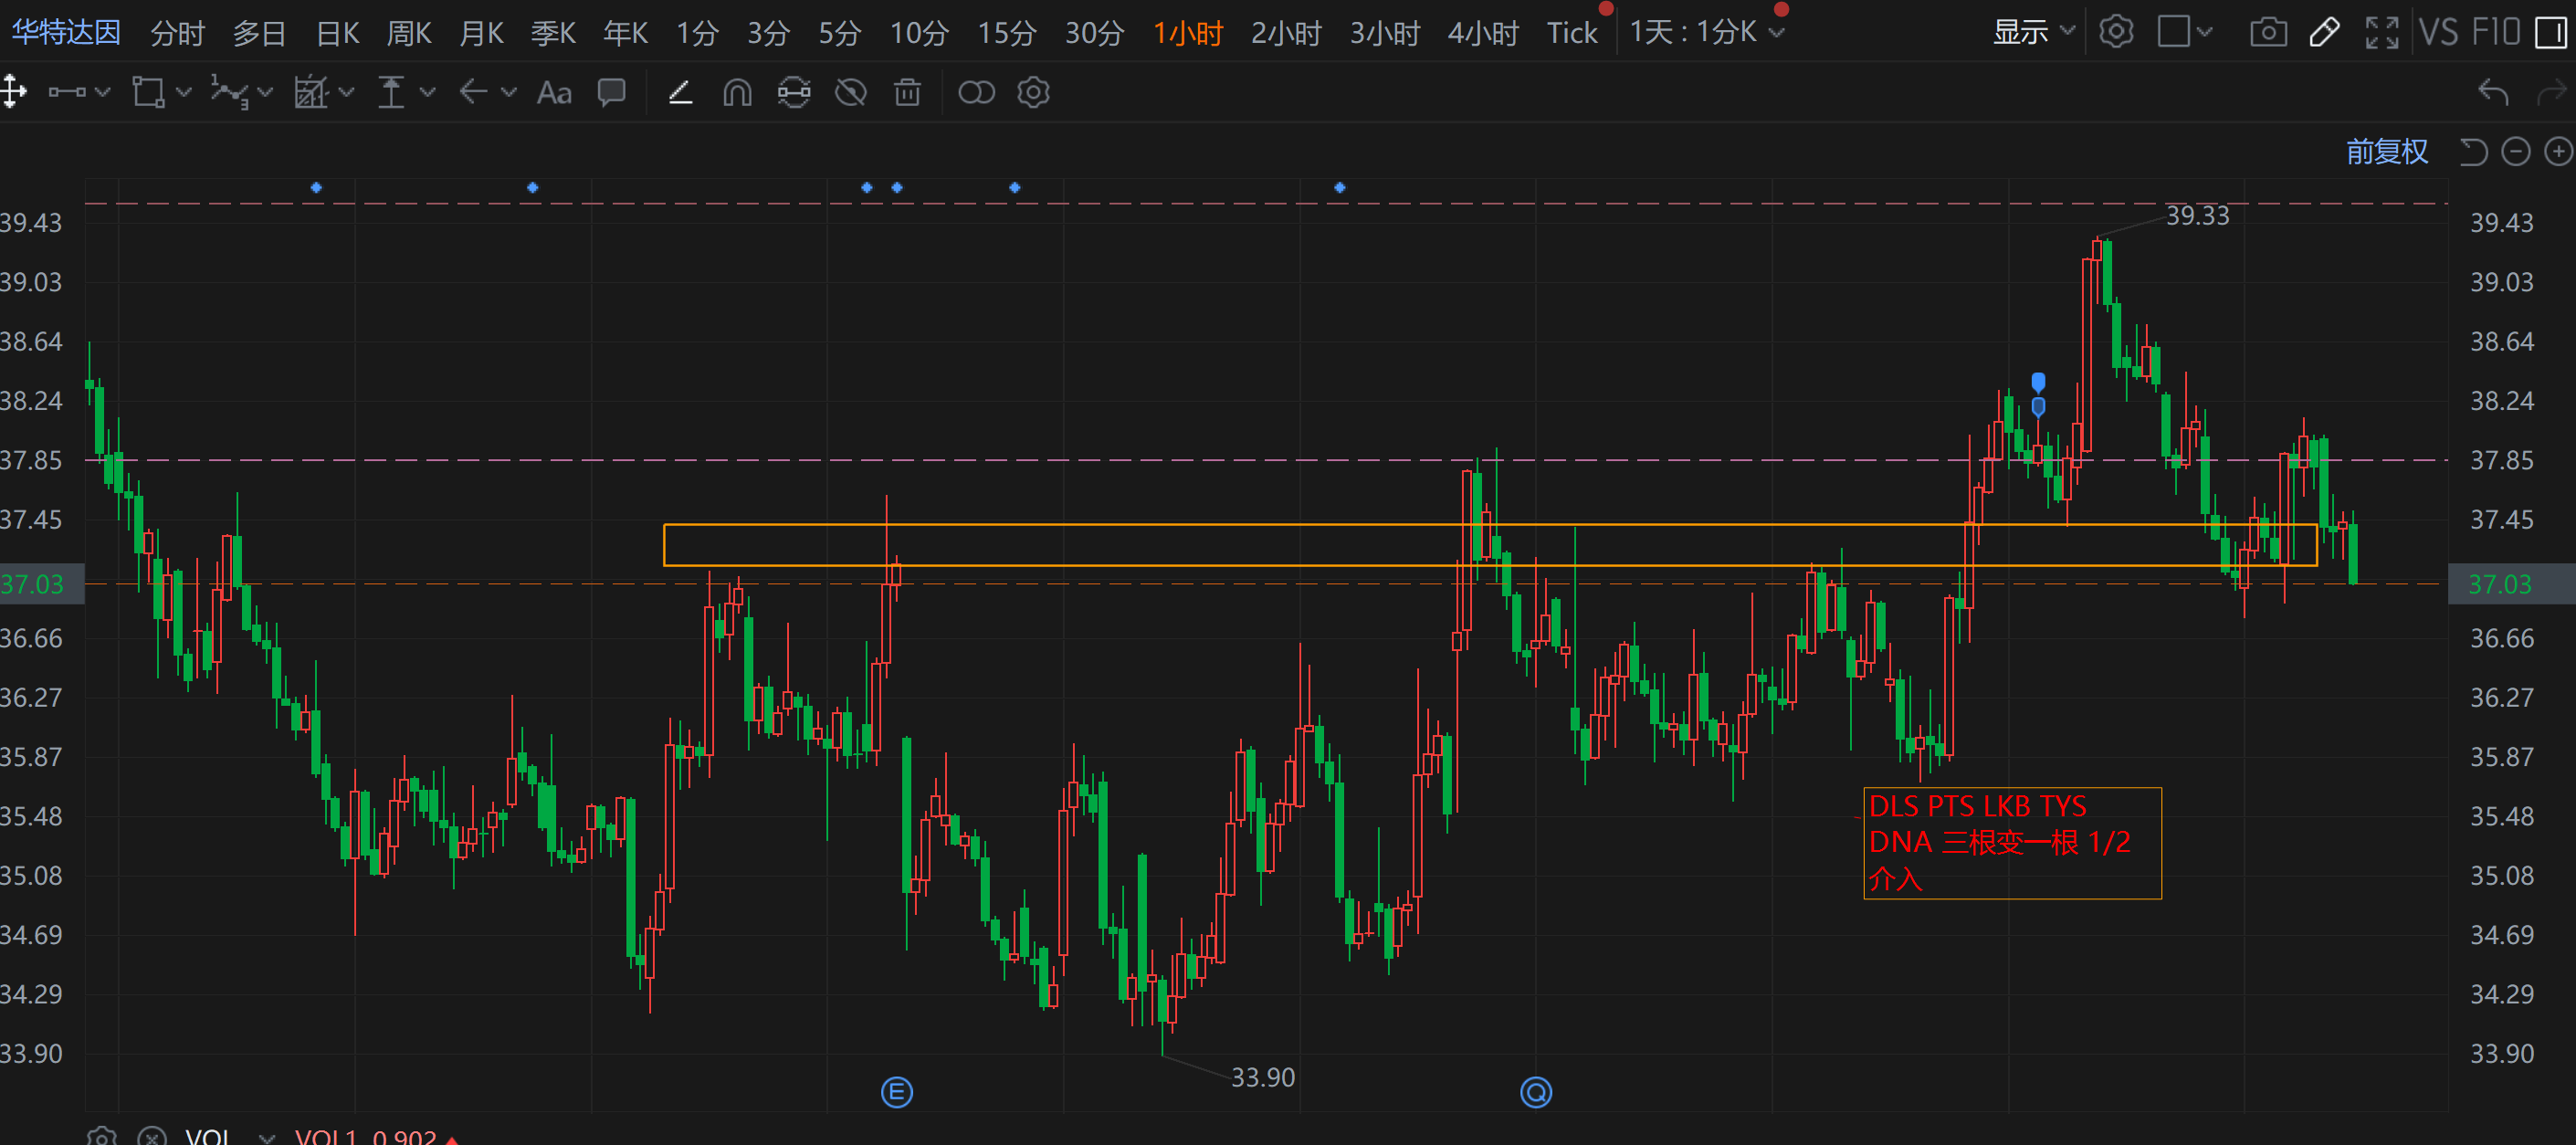 华特达因 分时 多日 日K 周K 月K 季K 年K 1分 3分 5分 10分 15分 30分 1小时 2小时 3小时 4小时 Tick 1天 : 1分K 显示 VS F10
Aa
前复权
39.43 39.33 39.43
39.03 39.03
38.64 38.64
38.24 38.24
37.85 37.85
37.45 37.45
37.03 37.03
36.66 36.66
36.27 36.27
35.87 35.87
35.48 35.48
DLS PTS LKB TYS
DNA 三根变一根 1/2
介入
35.08 35.08
34.69 34.69
34.29 34.29
33.90 33.90
33.90
E Q
VOL VOL1 0.902